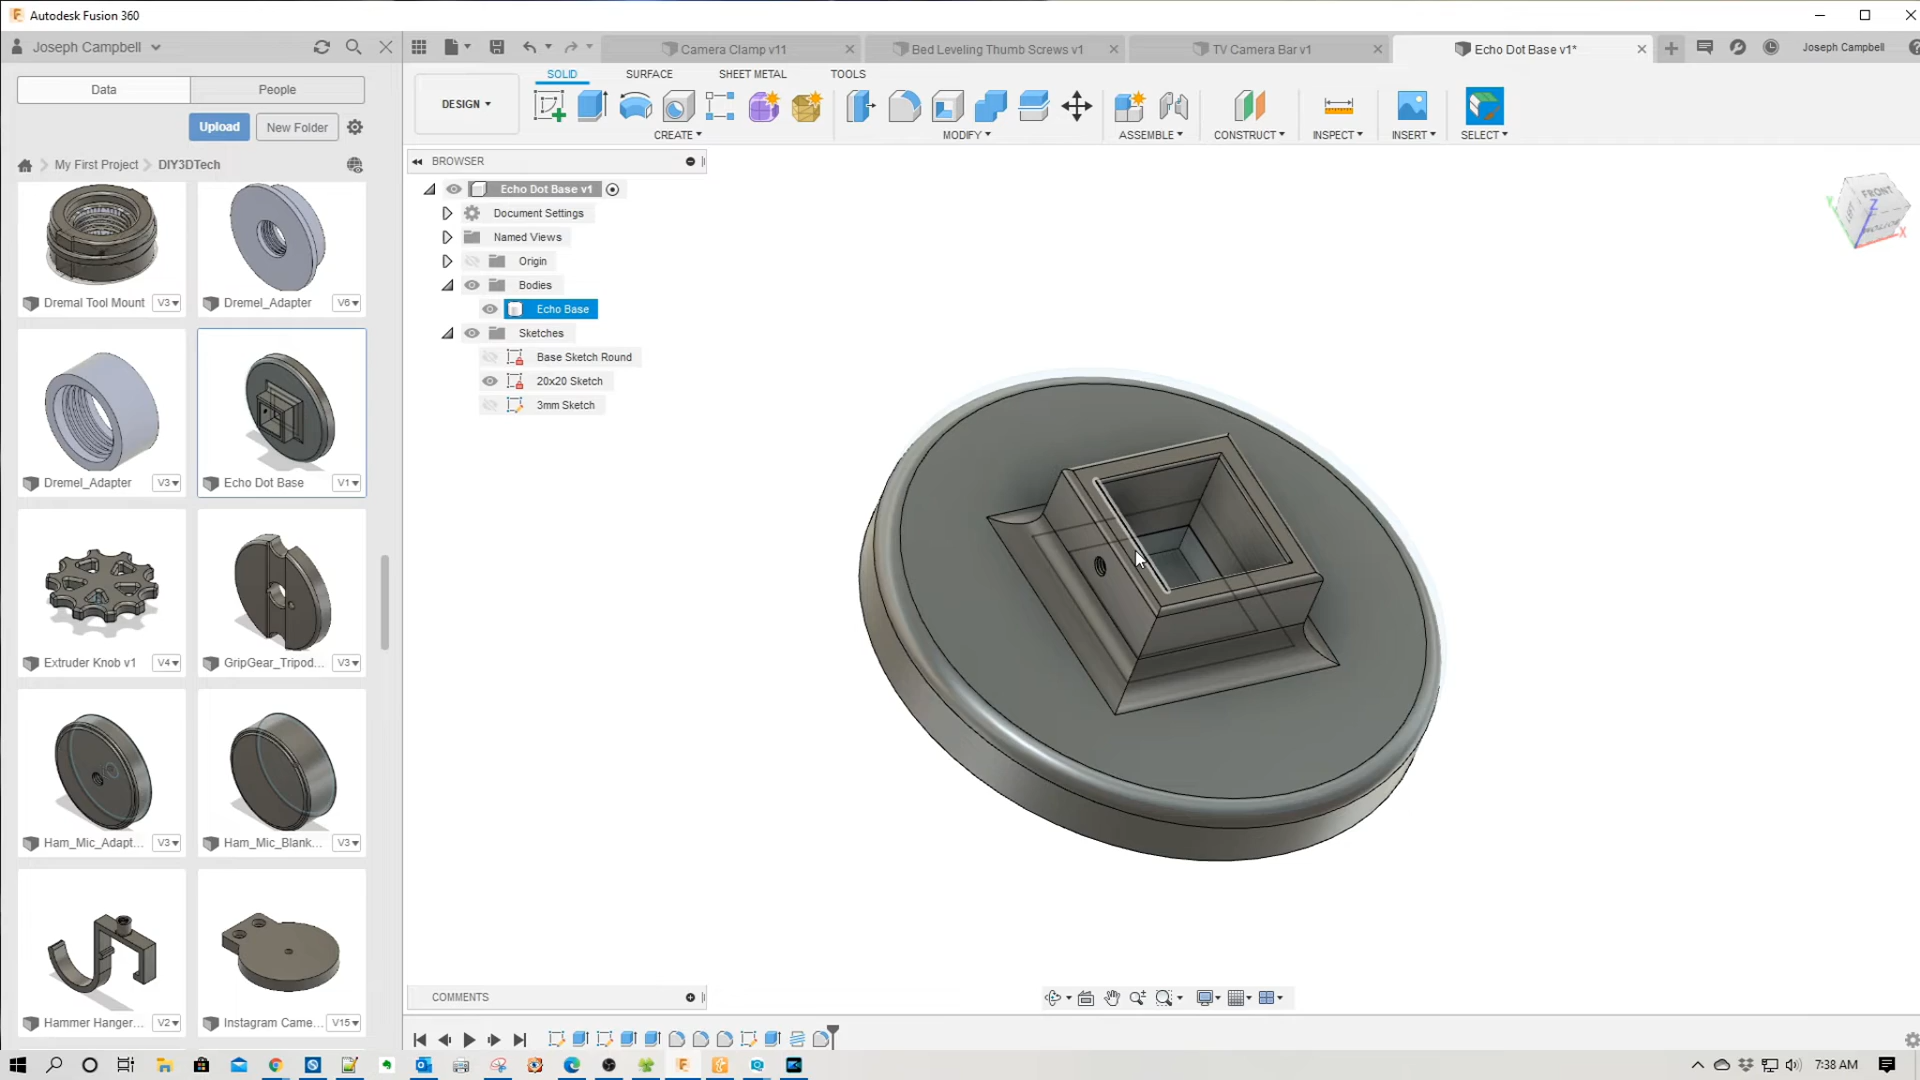 Autodesk Fusion 360
Joseph Campbell
Camera Clamp v11
Bed Leveling Thumb Screws v1
TV Camera Bar v1
Echo Dot Base v1*
Joseph Campbell
Data
People
SOLID
SURFACE
SHEET METAL
TOOLS
DESIGN
Upload
New Folder
CREATE
MODIFY
ASSEMBLE
CONSTRUCT
INSPECT
INSERT
SELECT
My First Project
DIY3DTech
BROWSER
Echo Dot Base v1
Document Settings
Named Views
Origin
Bodies
Echo Base
Sketches
Base Sketch Round
20x20 Sketch
3mm Sketch
FRONT
Z
Y
X
Dremal Tool Mount V3
Dremel_Adapter V6
Dremel_Adapter V3
Echo Dot Base V1
Extruder Knob v1 V4
GripGear_Tripod... V3
Ham_Mic_Adapt... V3
Ham_Mic_Blank... V3
Hammer Hanger... V2
Instagram Came... V15
COMMENTS
7:38 AM